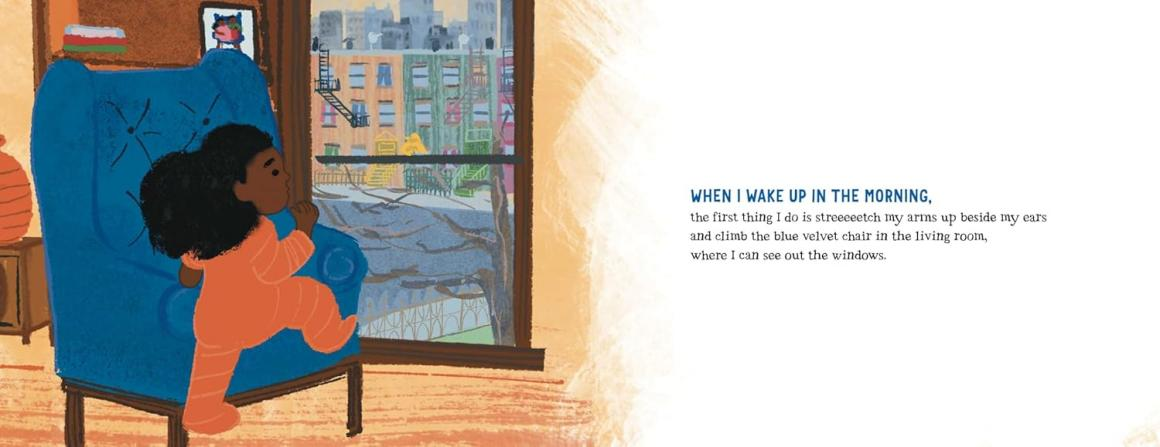 WHEN I WAKE UP IN THE MORNING,
the first thing I do is streeeeetch my arms up beside my ears
and climb the blue velvet chair in the living room,
where I can see out the windows.